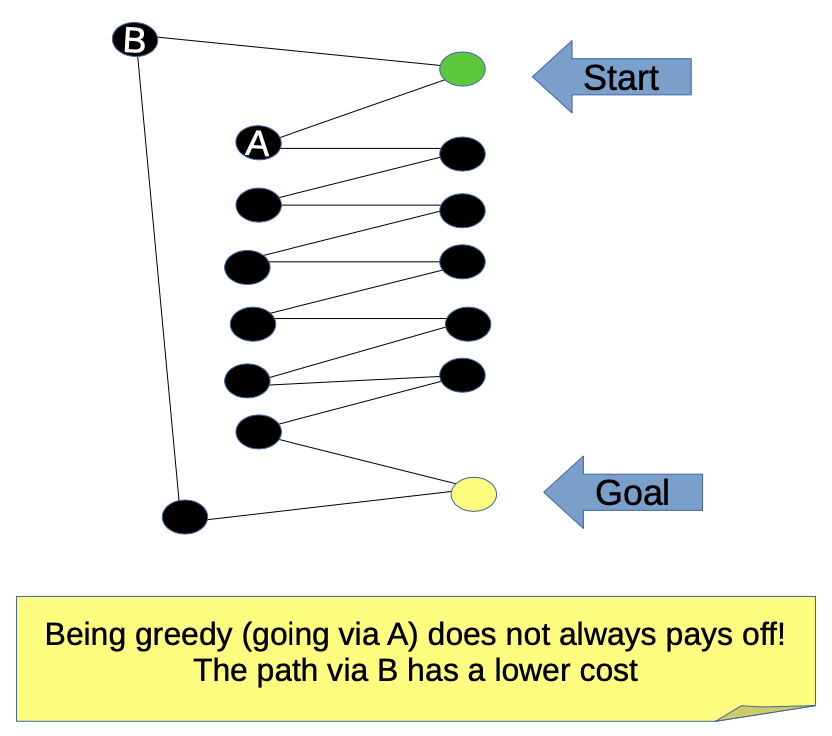 B
Start
A
Goal
Being greedy (going via A) does not always pays off!
The path via B has a lower cost